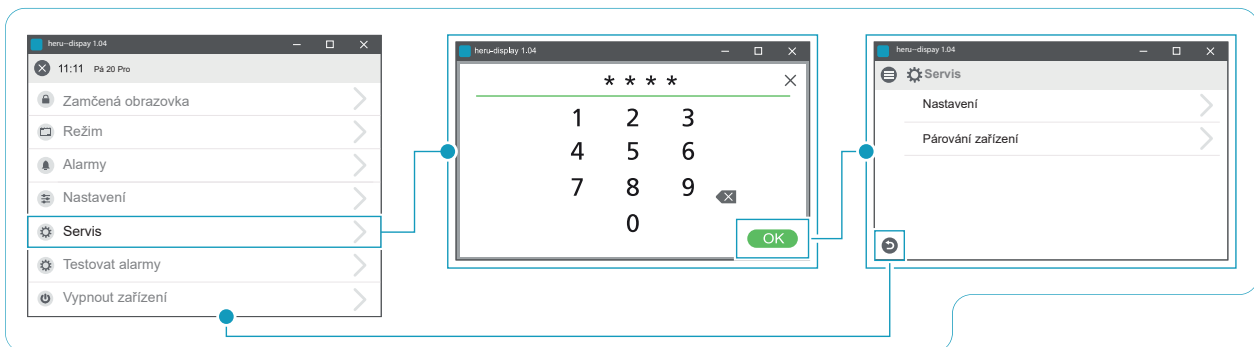 heru--dispay 1.04
11:11 Pá 20 Pro
Zamčená obrazovka
Režim
Alarmy
Nastavení
Servis
Testovat alarmy
Vypnout zařízení
heru-display 1.04
* * * *
1 2 3
4 5 6
7 8 9
0
OK
heru--dispay 1.04
Servis
Nastavení
Párování zařízení